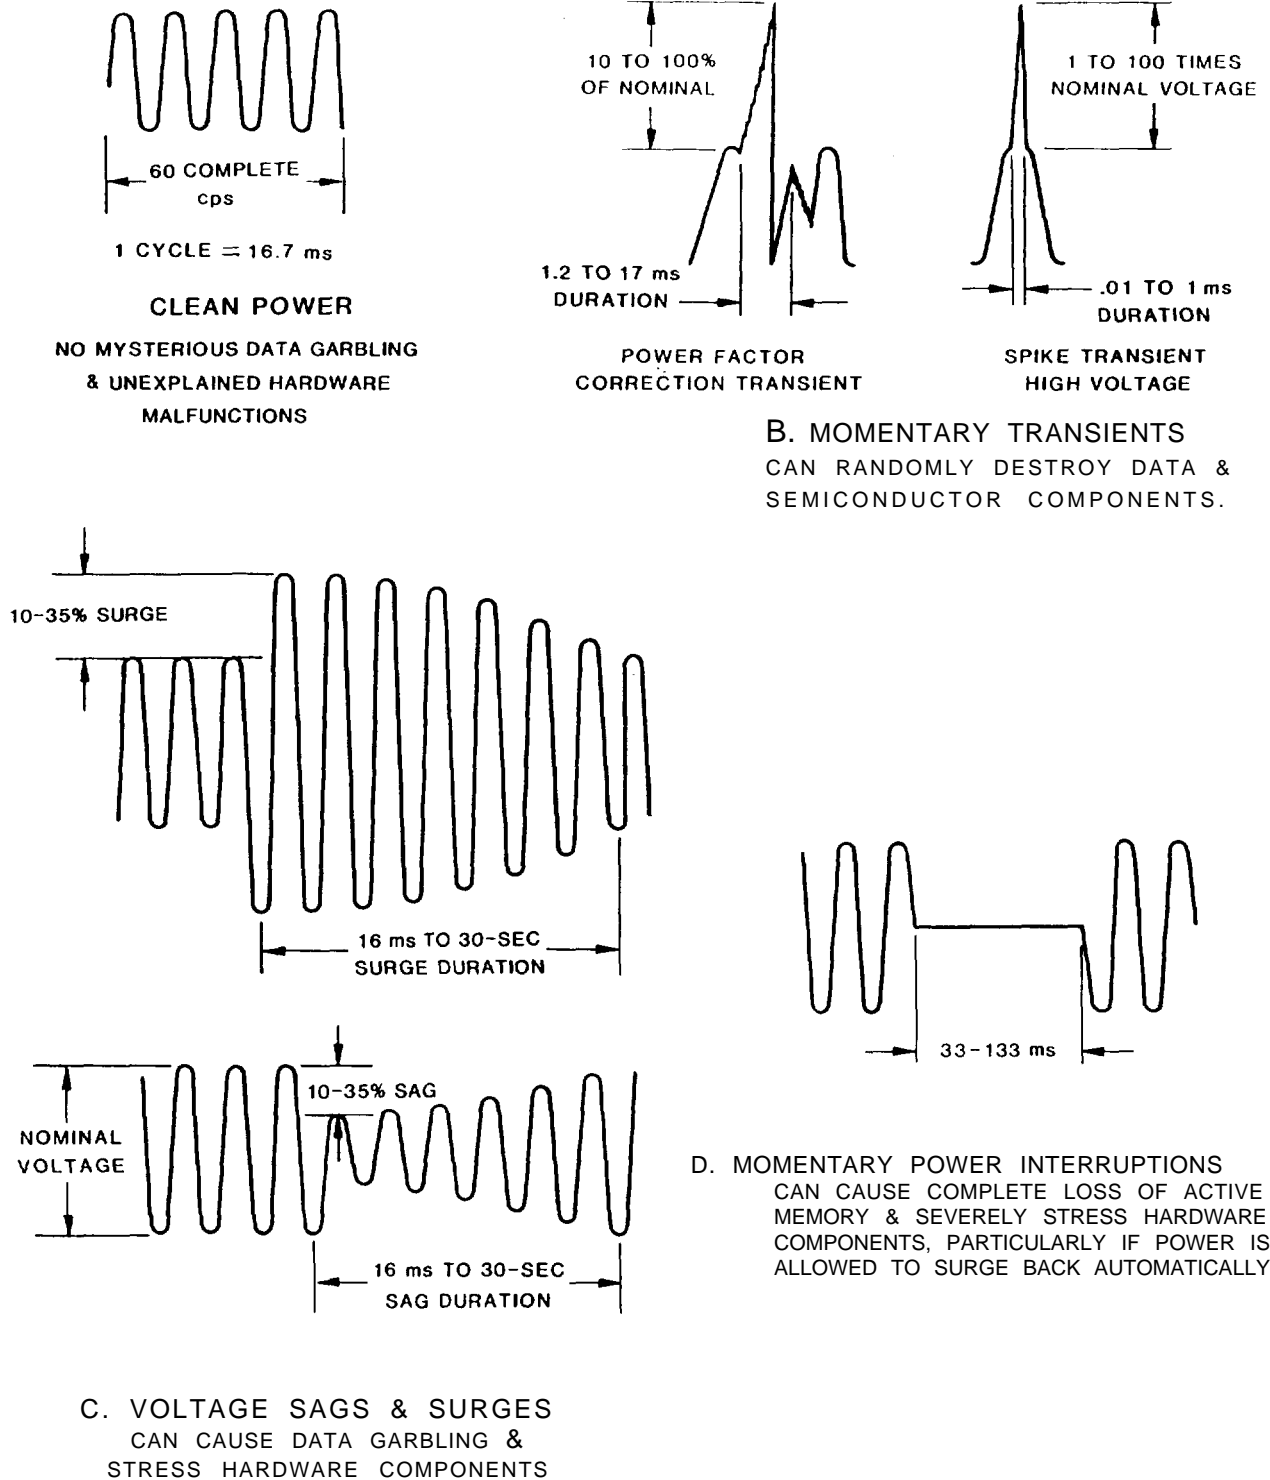 60 COMPLETE
cps
1 CYCLE = 16.7 ms
CLEAN POWER
NO MYSTERIOUS DATA GARBLING
& UNEXPLAINED HARDWARE
MALFUNCTIONS
10 TO 100%
OF NOMINAL
1.2 TO 17 ms
DURATION
POWER FACTOR
CORRECTION TRANSIENT
1 TO 100 TIMES
NOMINAL VOLTAGE
.01 TO 1 ms
DURATION
SPIKE TRANSIENT
HIGH VOLTAGE
B. MOMENTARY TRANSIENTS
CAN RANDOMLY DESTROY DATA &
SEMICONDUCTOR COMPONENTS.
10-35% SURGE
16 ms TO 30-SEC
SURGE DURATION
NOMINAL
VOLTAGE
10-35% SAG
16 ms TO 30-SEC
SAG DURATION
C. VOLTAGE SAGS & SURGES
CAN CAUSE DATA GARBLING &
STRESS HARDWARE COMPONENTS
33-133 ms
D. MOMENTARY POWER INTERRUPTIONS
CAN CAUSE COMPLETE LOSS OF ACTIVE
MEMORY & SEVERELY STRESS HARDWARE
COMPONENTS, PARTICULARLY IF POWER IS
ALLOWED TO SURGE BACK AUTOMATICALLY